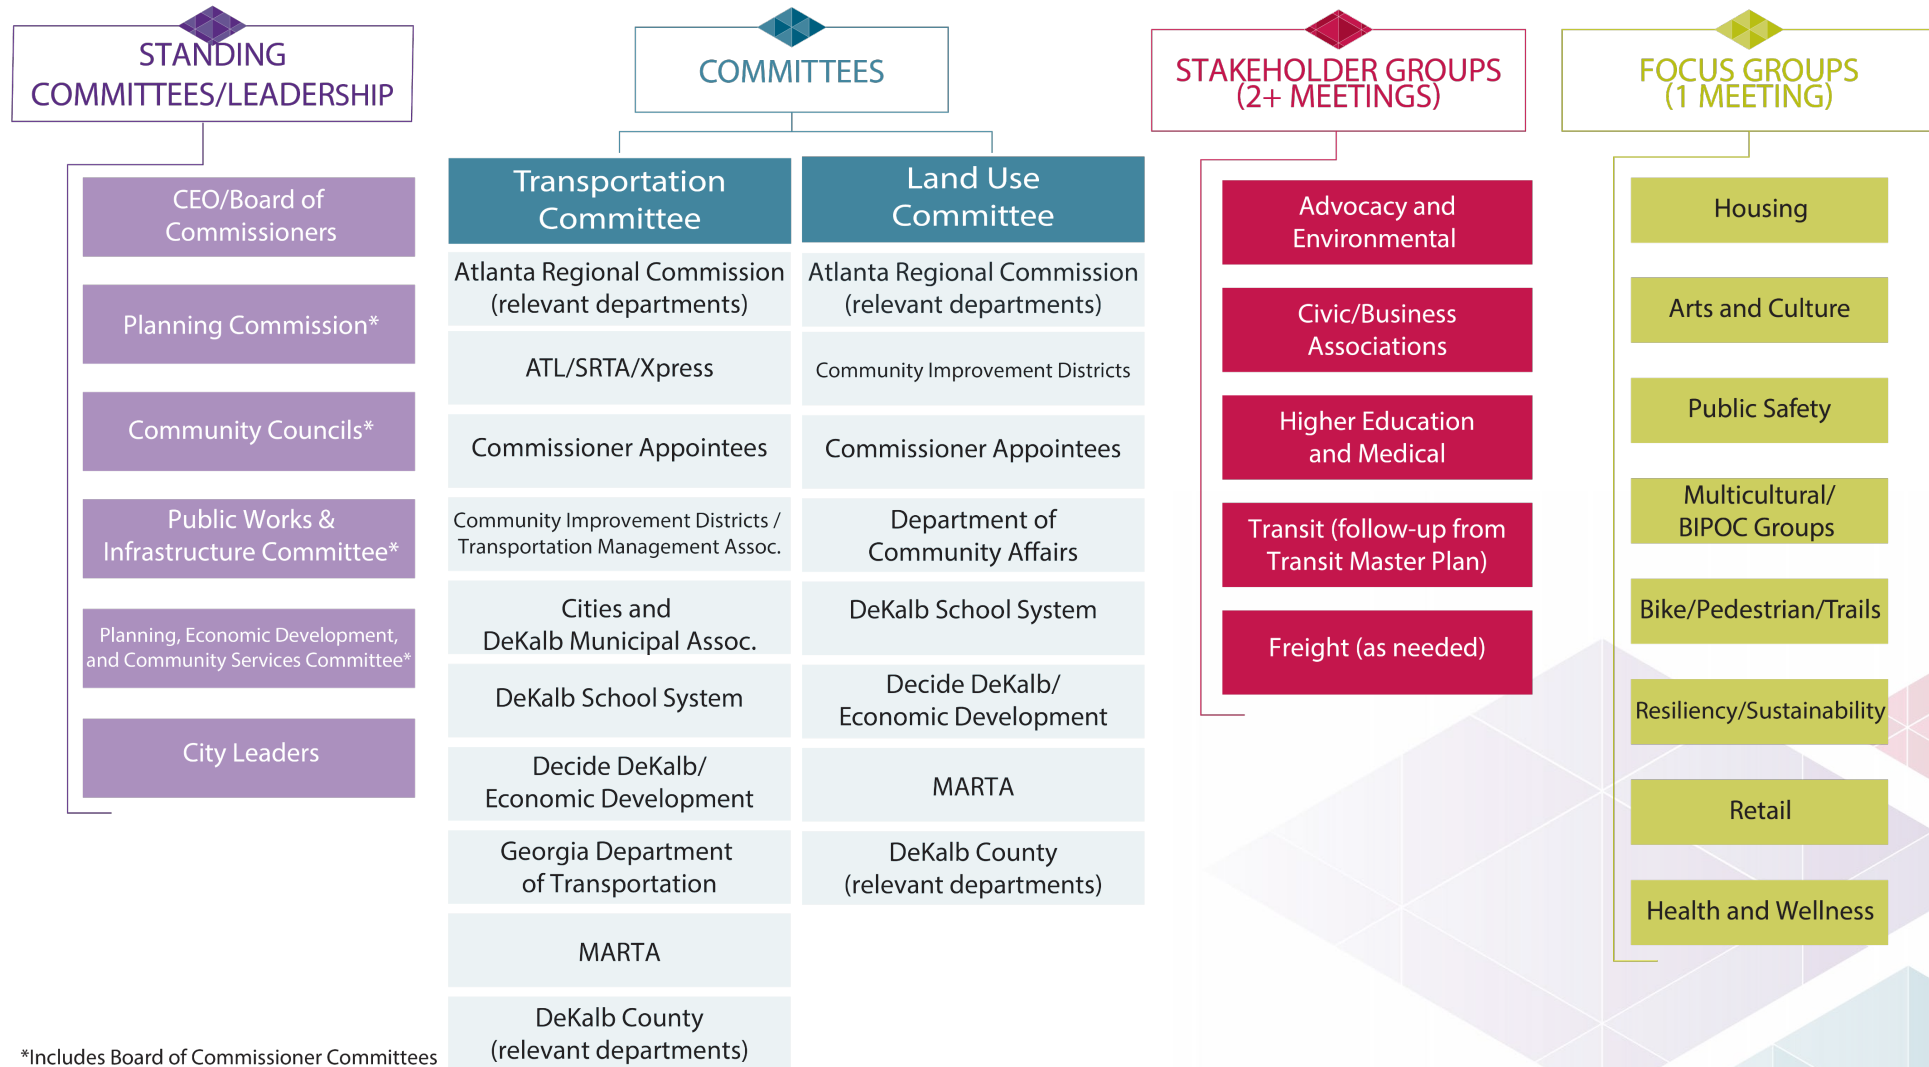 STANDING
COMMITTEES/LEADERSHIP
CEO/Board of
Commissioners
Planning Commission*
Community Councils*
Public Works &
Infrastructure Committee*
Planning, Economic Development,
and Community Services Committee*
City Leaders
*Includes Board of Commissioner Committees
COMMITTEES
Transportation
Committee
Atlanta Regional Commission
(relevant departments)
ATL/SRTA/Xpress
Commissioner Appointees
Community Improvement Districts /
Transportation Management Assoc.
Cities and
DeKalb Municipal Assoc.
DeKalb School System
Decide DeKalb/
Economic Development
Georgia Department
of Transportation
MARTA
DeKalb County
(relevant departments)
Land Use
Committee
Atlanta Regional Commission
(relevant departments)
Community Improvement Districts
Commissioner Appointees
Department of
Community Affairs
DeKalb School System
Decide DeKalb/
Economic Development
MARTA
DeKalb County
(relevant departments)
STAKEHOLDER GROUPS
(2+ MEETINGS)
Advocacy and
Environmental
Civic/Business
Associations
Higher Education
and Medical
Transit (follow-up from
Transit Master Plan)
Freight (as needed)
FOCUS GROUPS
(1 MEETING)
Housing
Arts and Culture
Public Safety
Multicultural/
BIPOC Groups
Bike/Pedestrian/Trails
Resiliency/Sustainability
Retail
Health and Wellness